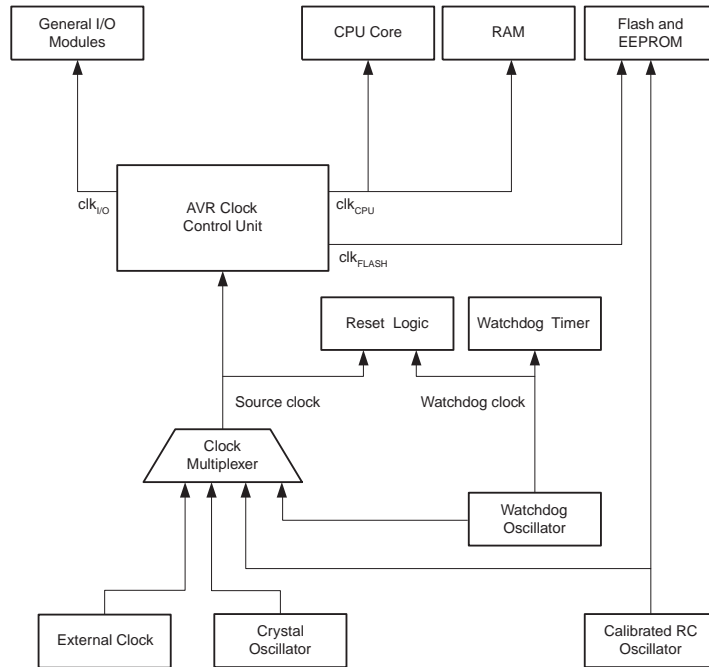 General I/O
Modules
CPU Core
RAM
Flash and
EEPROM
clkI/O
AVR Clock
Control Unit
clkCPU
clkFLASH
Reset Logic
Watchdog Timer
Source clock
Watchdog clock
Clock
Multiplexer
Watchdog
Oscillator
External Clock
Crystal
Oscillator
Calibrated RC
Oscillator